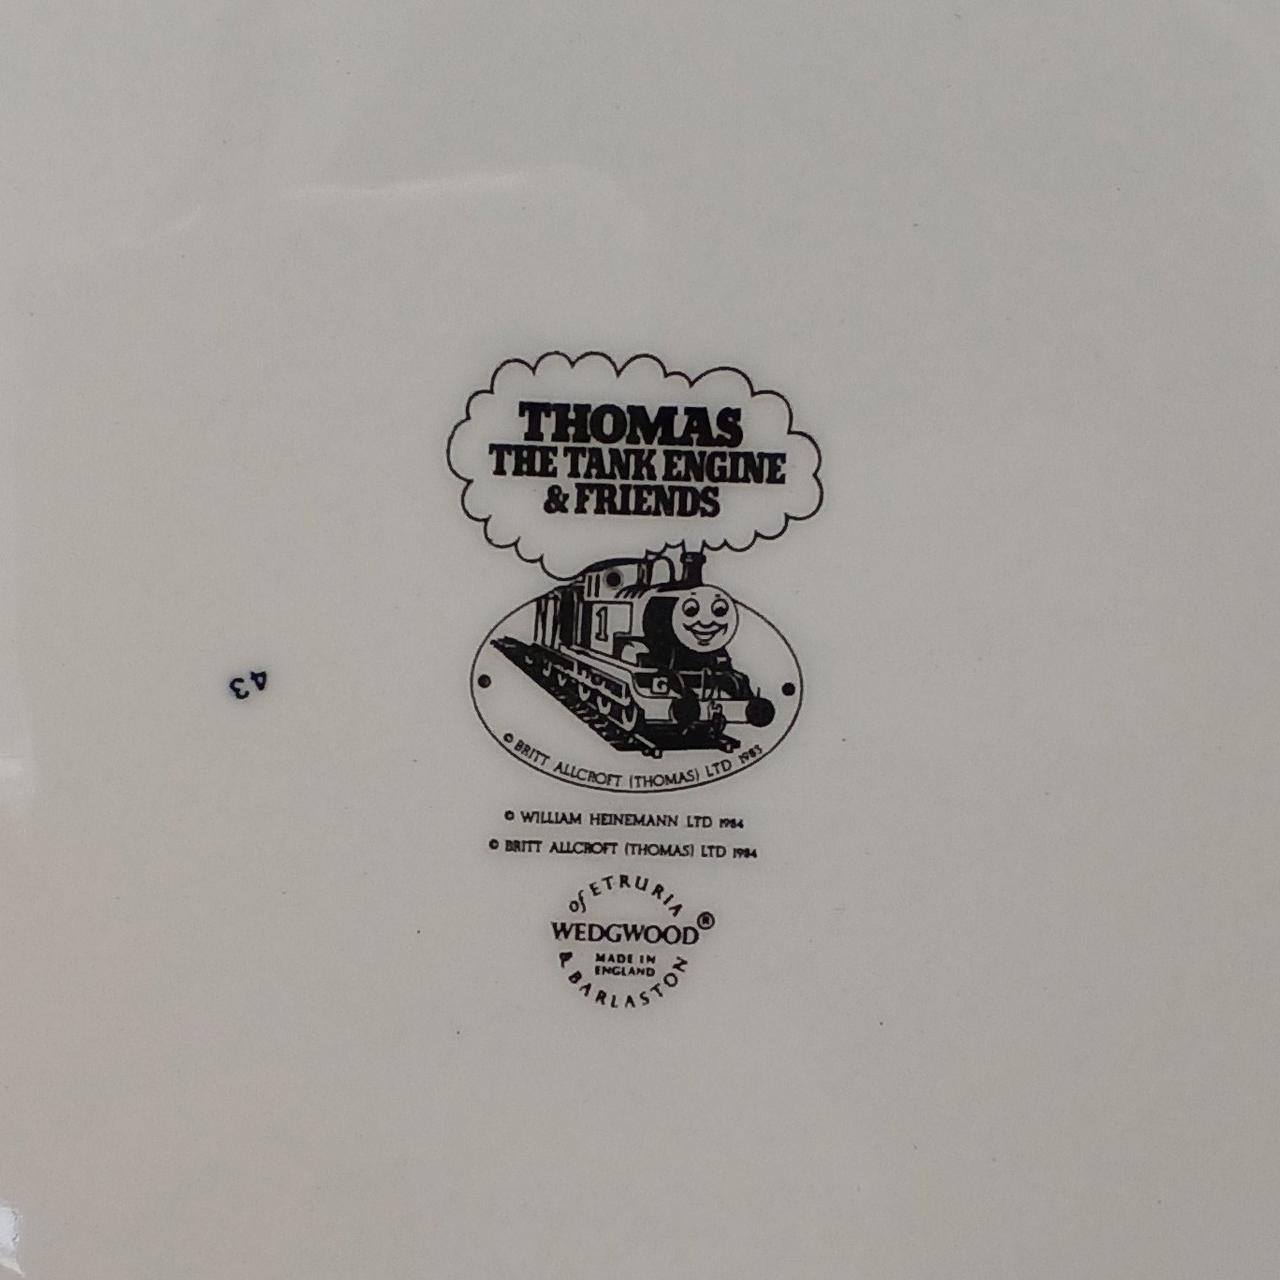 THOMAS
THE TANK ENGINE
& FRIENDS
1
G
© BRITT ALLCROFT (THOMAS) LTD 1983
© WILLIAM HEINEMANN LTD 1984
© BRITT ALLCROFT (THOMAS) LTD 1984
of ETRURIA
WEDGWOOD®
MADE IN
ENGLAND
& BARLASTON
43